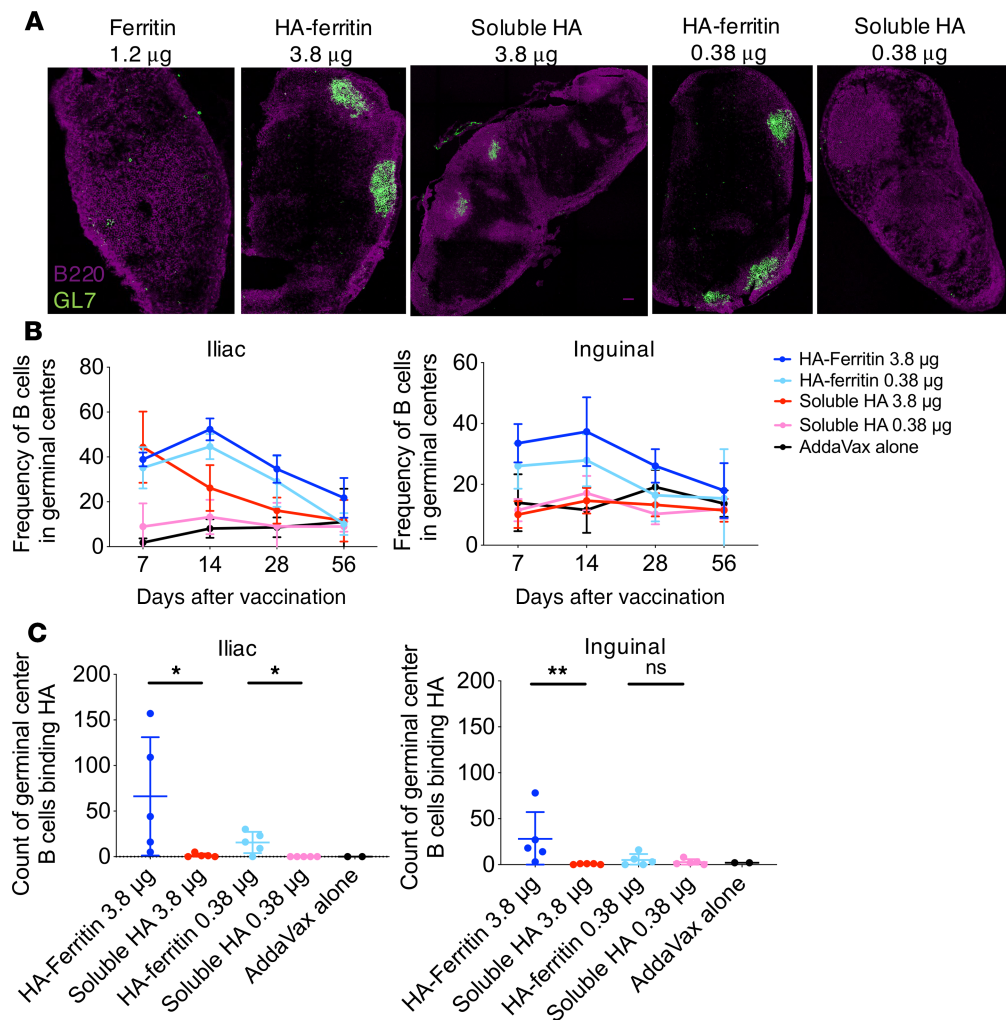 A
Ferritin
1.2 µg
HA-ferritin
3.8 µg
Soluble HA
3.8 µg
HA-ferritin
0.38 µg
Soluble HA
0.38 µg
B220
GL7
B
Iliac
Frequency of B cells
in germinal centers
80
60
40
20
0
7 14 28 56
Days after vaccination
Inguinal
Frequency of B cells
in germinal centers
60
40
20
0
7 14 28 56
Days after vaccination
HA-Ferritin 3.8 µg
HA-ferritin 0.38 µg
Soluble HA 3.8 µg
Soluble HA 0.38 µg
AddaVax alone
C
Iliac
Count of germinal center
B cells binding HA
200
150
100
50
0
* *
HA-Ferritin 3.8 µg
Soluble HA 3.8 µg
HA-ferritin 0.38 µg
Soluble HA 0.38 µg
AddaVax alone
Inguinal
Count of germinal center
B cells binding HA
200
150
100
50
0
** ns
HA-Ferritin 3.8 µg
Soluble HA 3.8 µg
HA-ferritin 0.38 µg
Soluble HA 0.38 µg
AddaVax alone